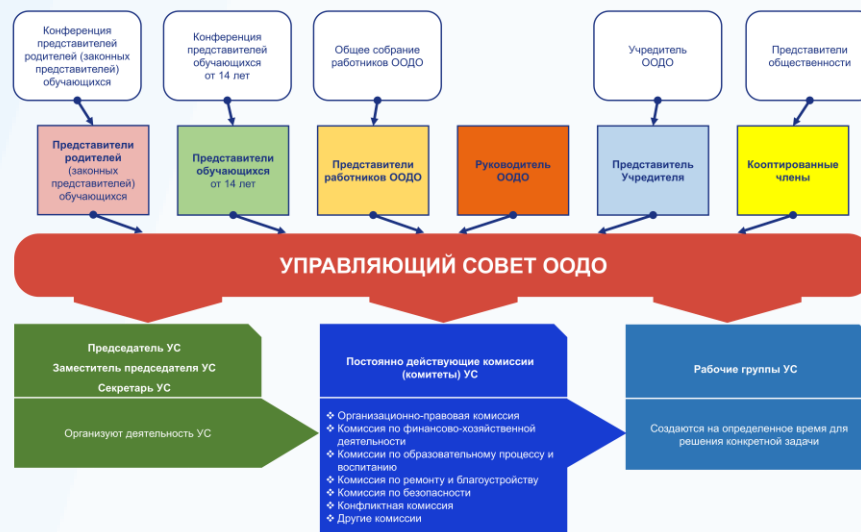 Конференция
представителей
родителей (законных
представителей)
обучающихся
Конференция
представителей
обучающихся
от 14 лет
Общее собрание
работников ООДО
Учредитель
ООДО
Представители
общественности
Представители
родителей
(законных
представителей)
обучающихся
Представители
обучающихся
от 14 лет
Представители
работников ООДО
Руководитель
ООДО
Представитель
Учредителя
Кооптированные
члены
УПРАВЛЯЮЩИЙ СОВЕТ ООДО
Председатель УС
Заместитель председателя УС
Секретарь УС
Организуют деятельность УС
Постоянно действующие комиссии
(комитеты) УС
❖ Организационно-правовая комиссия
❖ Комиссия по финансово-хозяйственной
деятельности
❖ Комиссия по образовательному процессу и
воспитанию
❖ Комиссия по ремонту и благоустройству
❖ Комиссия по безопасности
❖ Конфликтная комиссия
❖ Другие комиссии
Рабочие группы УС
Создаются на определенное время для
решения конкретной задачи